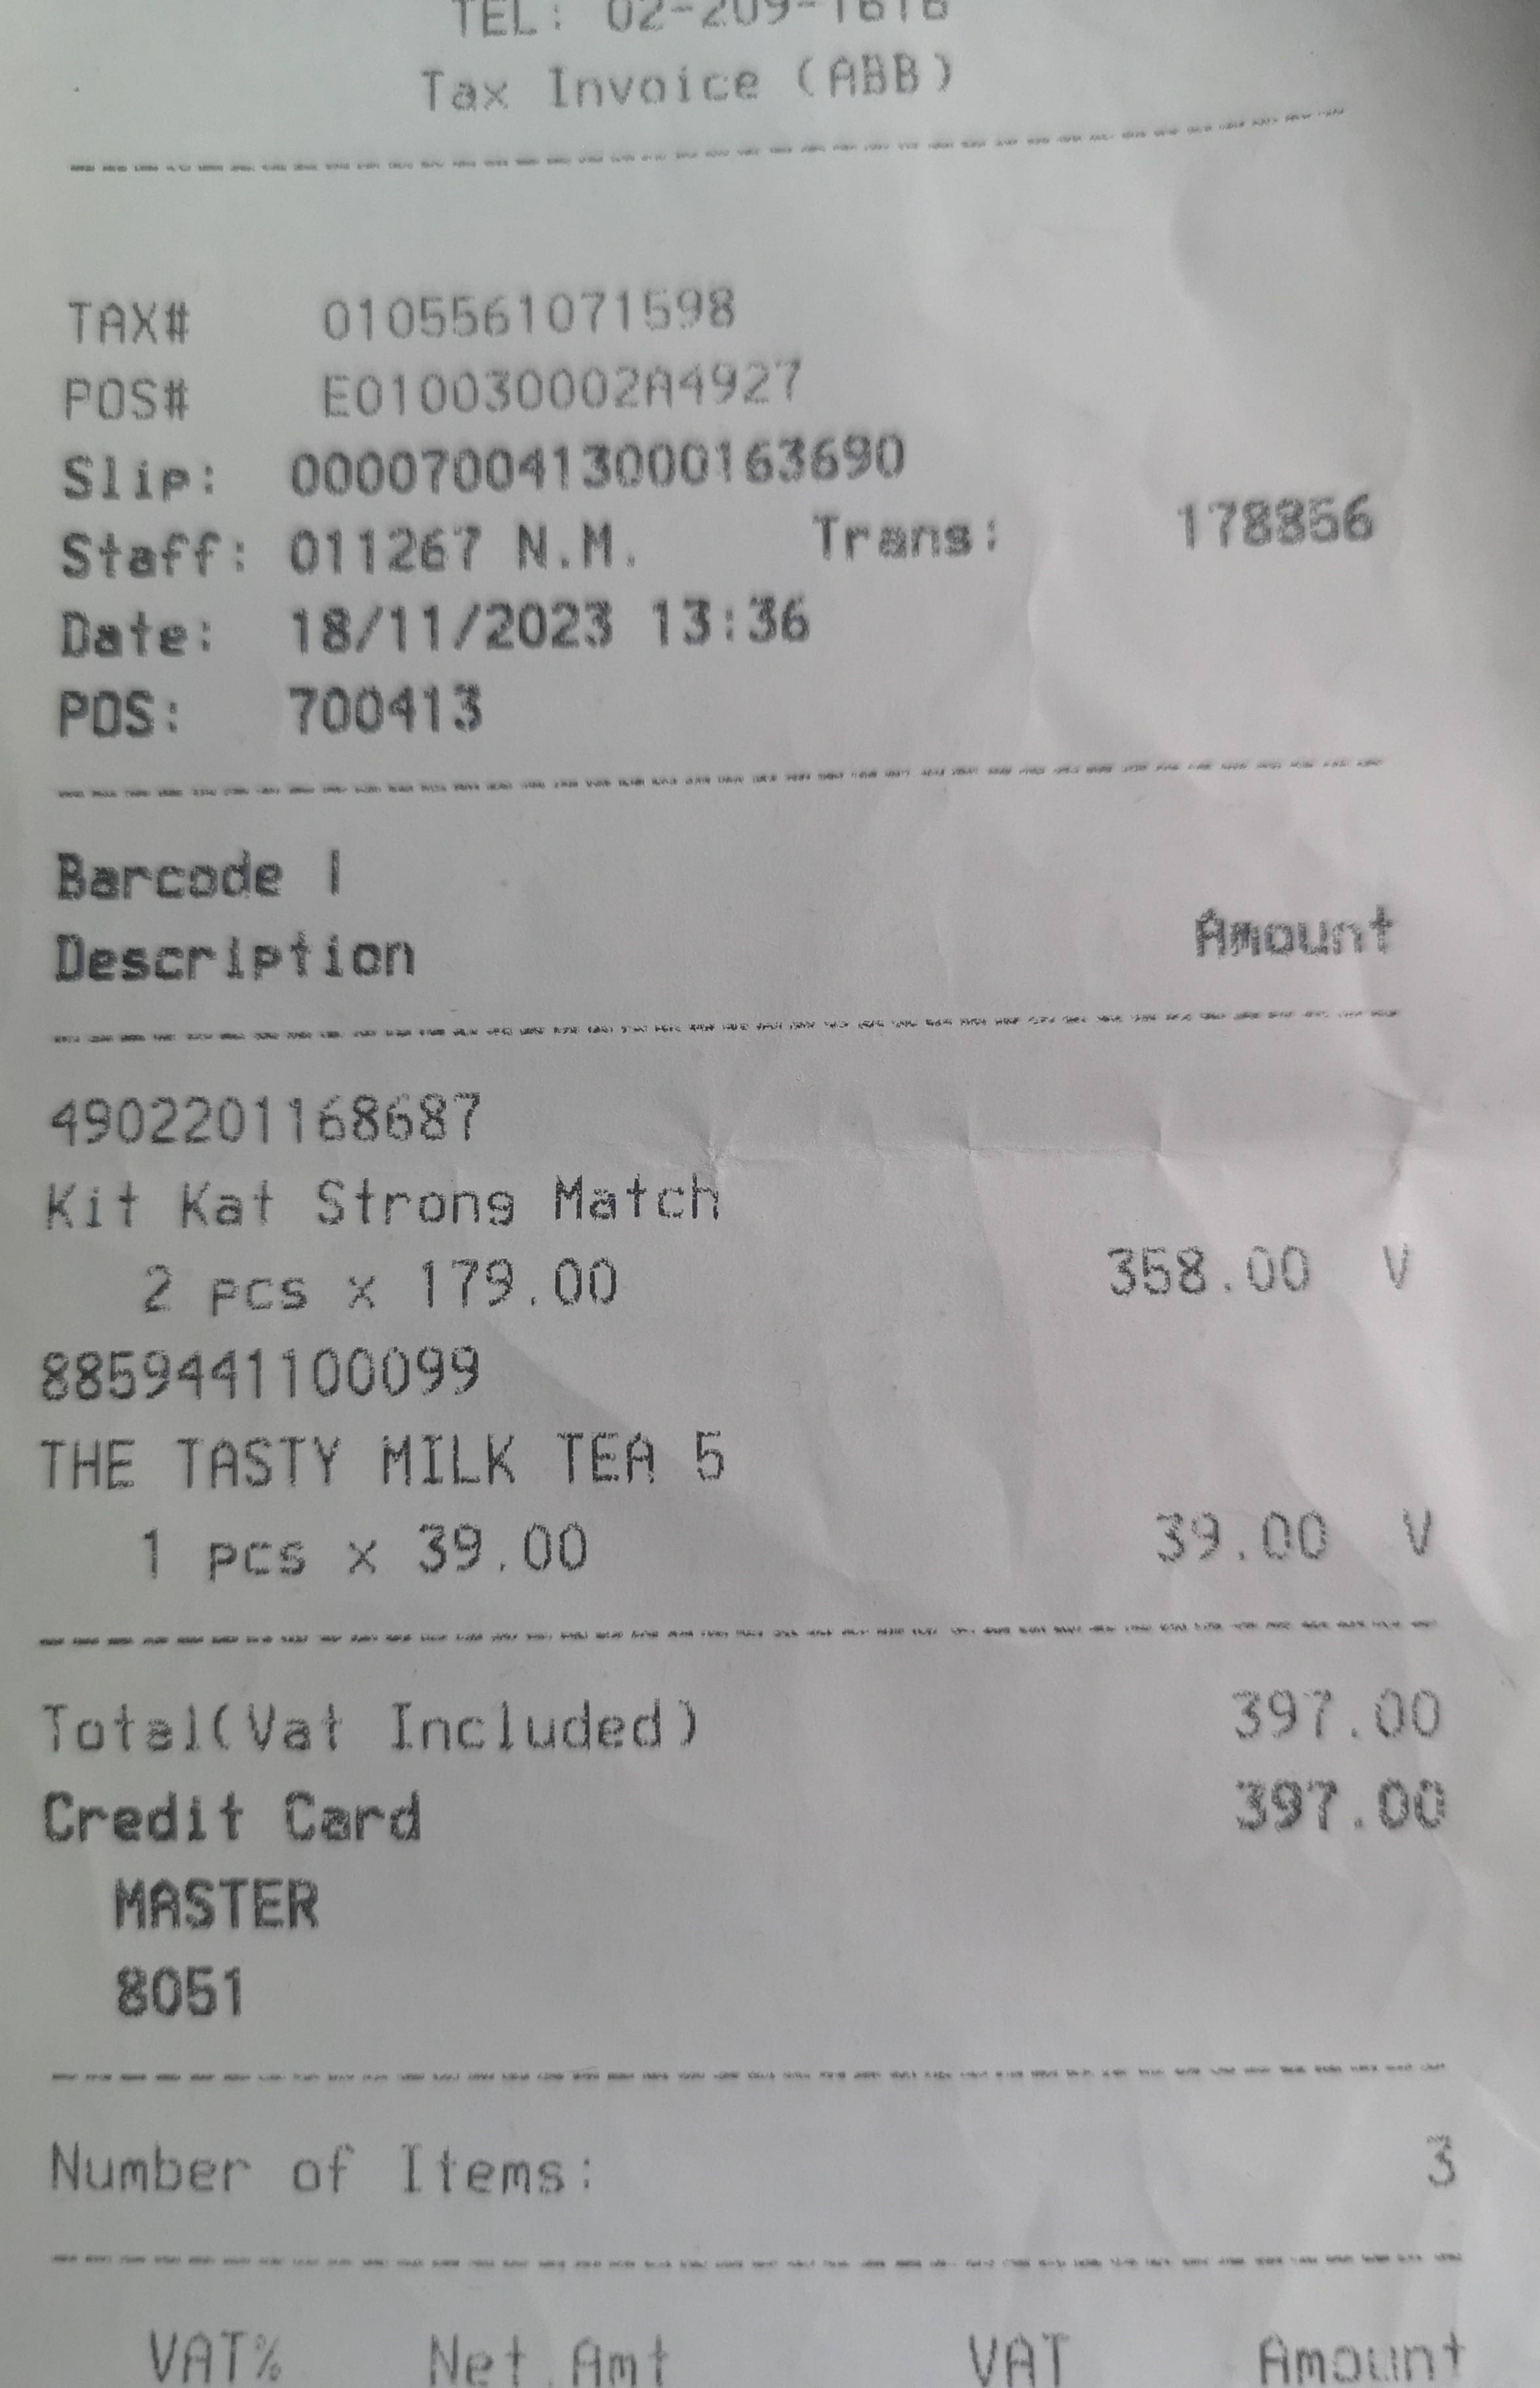 TEL: 02-209-1616
Tax Invoice (ABB)
TAX# 0105561071598
POS# E010030002A4927
Slip: 0000700413000163690
Staff: 011267 N.M. Trans: 178856
Date: 18/11/2023 13:36
POS: 700413
Barcode |
Description Amount
4902201168687
Kit Kat Strong Match
2 pcs x 179.00 358.00 V
8859441100099
THE TASTY MILK TEA 5
1 pcs x 39.00 39.00 V
Total(Vat Included) 397.00
Credit Card 397.00
MASTER
8051
Number of Items: 3
VAT% Net.Amt VAT Amount